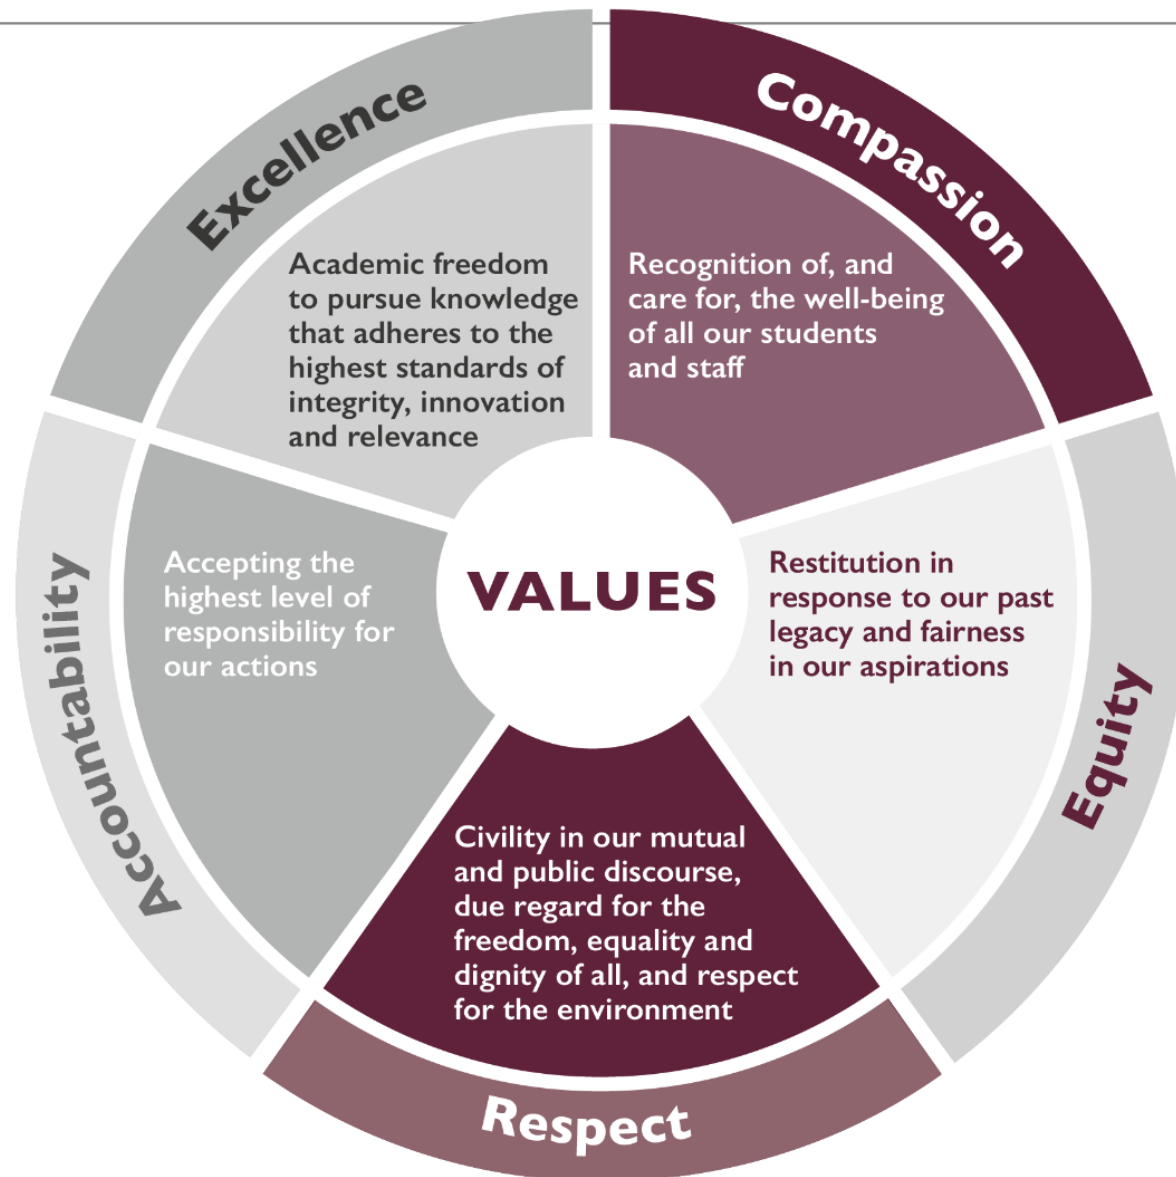 Excellence
Academic freedom
to pursue knowledge
that adheres to the
highest standards of
integrity, innovation
and relevance
Compassion
Recognition of, and
care for, the well-being
of all our students
and staff
Accountability
Accepting the
highest level of
responsibility for
our actions
VALUES
Equity
Restitution in
response to our past
legacy and fairness
in our aspirations
Civility in our mutual
and public discourse,
due regard for the
freedom, equality and
dignity of all, and respect
for the environment
Respect